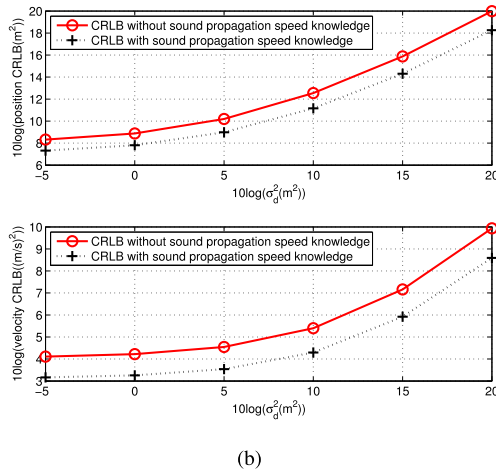 20
18
16
14
12
10
8
6
10log(position CRLB(m²))
CRLB without sound propagation speed knowledge
CRLB with sound propagation speed knowledge
−5 0 5 10 15 20
10log(σ²d(m²))
10
9
8
7
6
5
4
3
10log(velocity CRLB((m/s)²))
CRLB without sound propagation speed knowledge
CRLB with sound propagation speed knowledge
−5 0 5 10 15 20
10log(σ²d(m²))
(b)